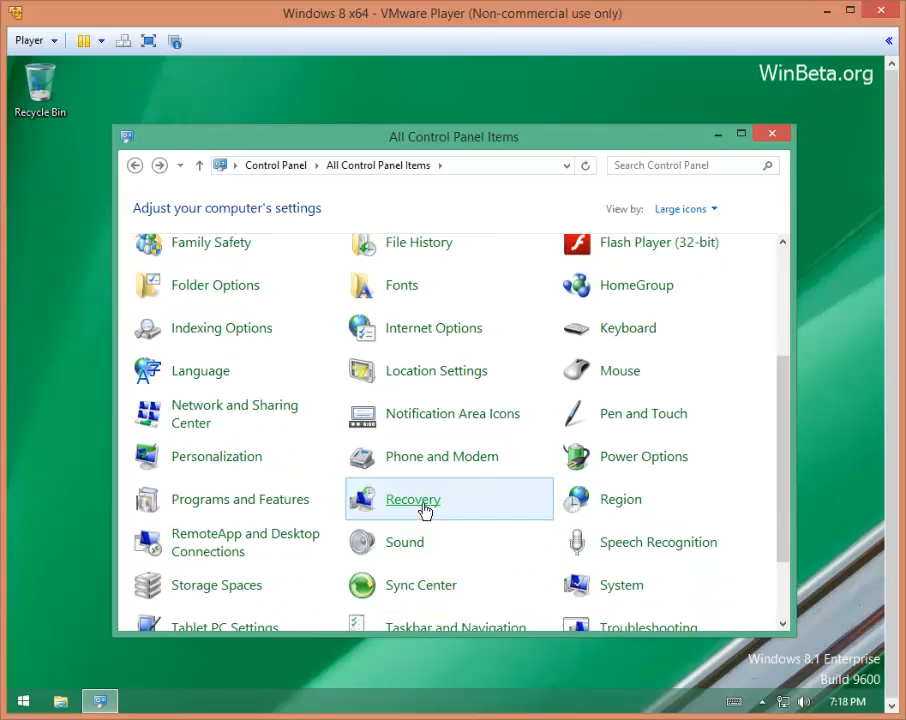 Windows 8 x64 - VMware Player (Non-commercial use only)
Player
WinBeta.org
Recycle Bin
All Control Panel Items
Control Panel
All Control Panel Items
Search Control Panel
Adjust your computer's settings
View by:
Large icons
Family Safety
File History
Flash Player (32-bit)
Folder Options
Fonts
HomeGroup
Indexing Options
Internet Options
Keyboard
Language
Location Settings
Mouse
Network and Sharing
Center
Notification Area Icons
Pen and Touch
Personalization
Phone and Modem
Power Options
Programs and Features
Recovery
Region
RemoteApp and Desktop
Connections
Sound
Speech Recognition
Storage Spaces
Sync Center
System
Tablet PC Settings
Taskbar and Navigation
Troubleshooting
Windows 8.1 Enterprise
Build 9600
7:18 PM